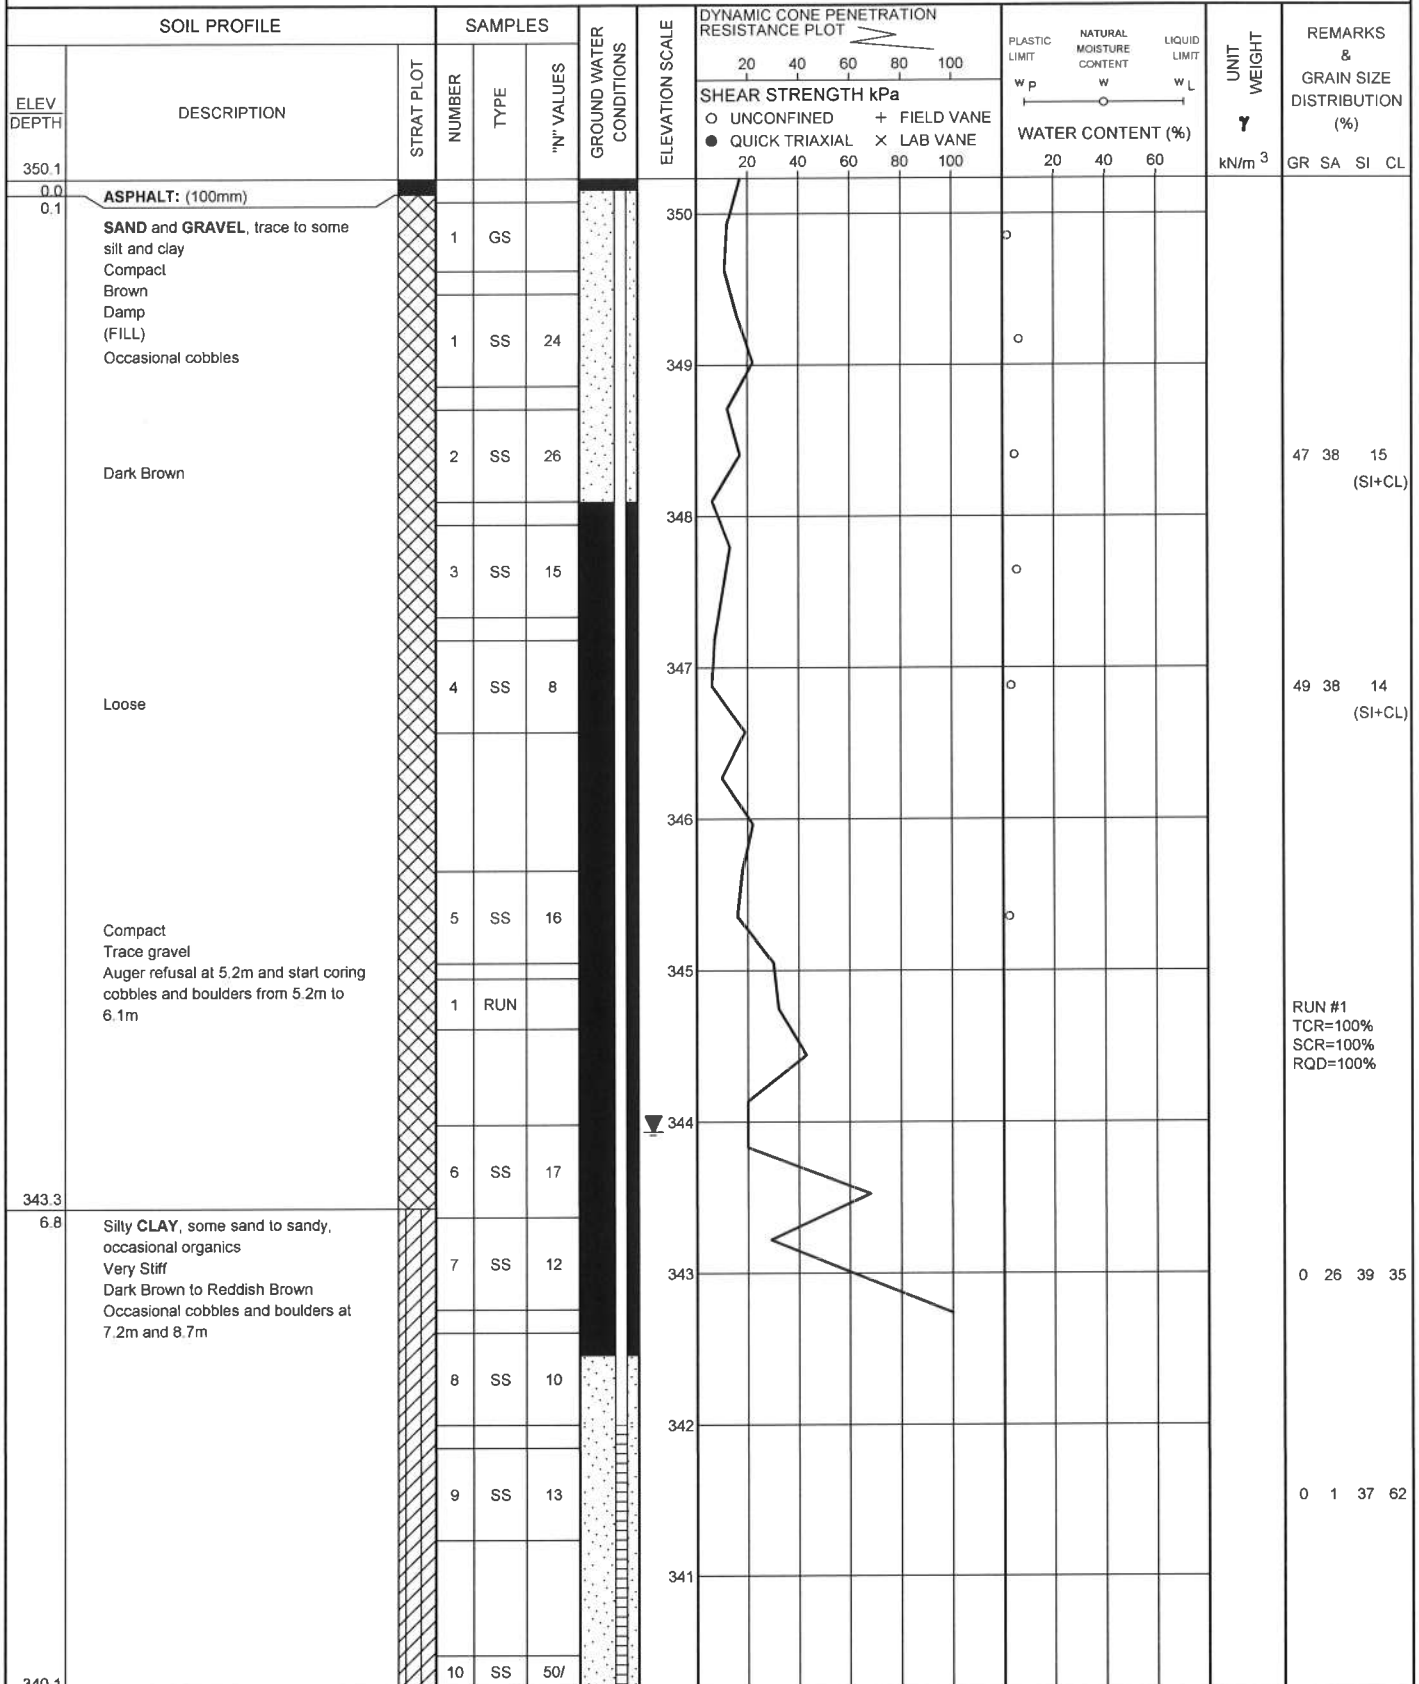 SOIL PROFILE
SAMPLES
ELEV
DEPTH
DESCRIPTION
STRAT PLOT
NUMBER
TYPE
"N" VALUES
GROUND WATER
CONDITIONS
ELEVATION SCALE
DYNAMIC CONE PENETRATION
RESISTANCE PLOT
20 40 60 80 100
SHEAR STRENGTH kPa
○ UNCONFINED + FIELD VANE
● QUICK TRIAXIAL × LAB VANE
20 40 60 80 100
PLASTIC
LIMIT
NATURAL
MOISTURE
CONTENT
LIQUID
LIMIT
W P
W
W L
WATER CONTENT (%)
20 40 60
UNIT
WEIGHT
γ
kN/m 3
REMARKS
&
GRAIN SIZE
DISTRIBUTION
(%)
GR SA SI CL
350.1
0.0
0.1
ASPHALT: (100mm)
SAND and GRAVEL, trace to some
silt and clay
Compact
Brown
Damp
(FILL)
Occasional cobbles
Dark Brown
Loose
Compact
Trace gravel
Auger refusal at 5.2m and start coring
cobbles and boulders from 5.2m to
6.1m
343.3
6.8
Silty CLAY, some sand to sandy,
occasional organics
Very Stiff
Dark Brown to Reddish Brown
Occasional cobbles and boulders at
7.2m and 8.7m
1 GS
1 SS 24
2 SS 26
3 SS 15
4 SS 8
5 SS 16
1 RUN
6 SS 17
7 SS 12
8 SS 10
9 SS 13
10 SS 50/
350
349
348
347
346
345
344
343
342
341
47 38 15
(SI+CL)
49 38 14
(SI+CL)
RUN #1
TCR=100%
SCR=100%
RQD=100%
0 26 39 35
0 1 37 62